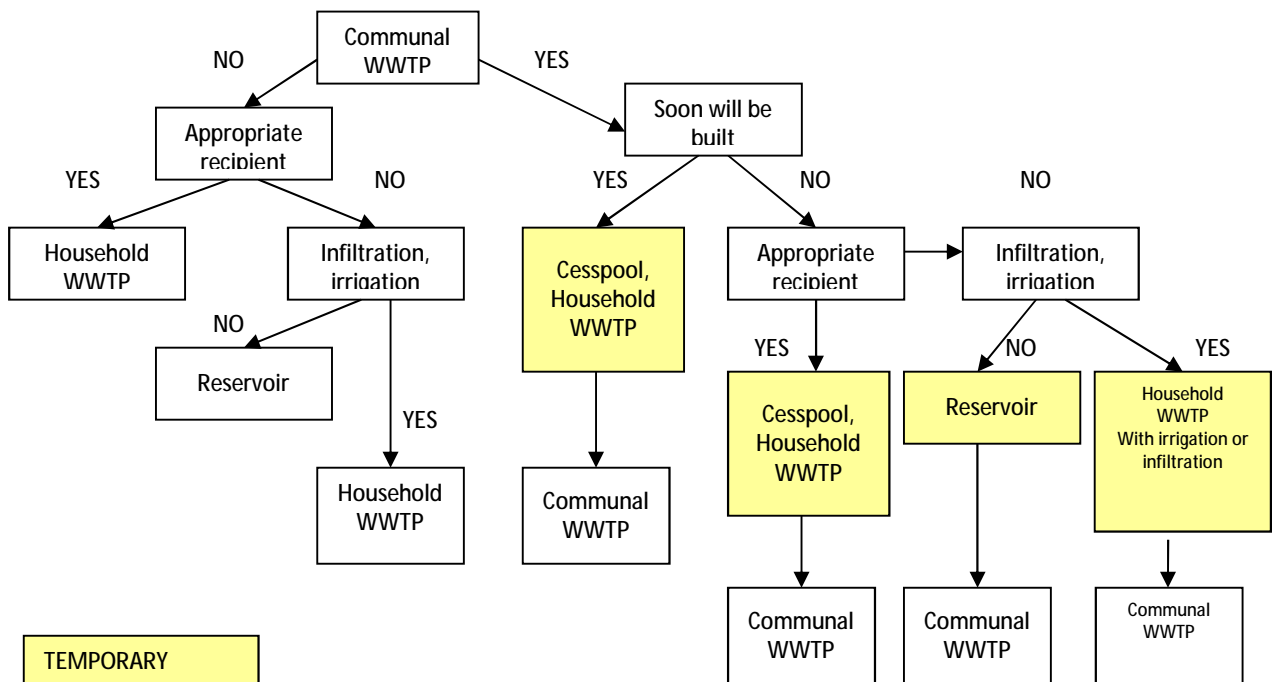 Communal
WWTP
NO
YES
Appropriate
recipient
Soon will be
built
YES
NO
YES
NO
NO
Household
WWTP
Infiltration,
irrigation
Cesspool,
Household
WWTP
Appropriate
recipient
Infiltration,
irrigation
NO
Reservoir
YES
YES
NO
YES
Household
WWTP
Communal
WWTP
Cesspool,
Household
WWTP
Reservoir
Household
WWTP
With irrigation or
infiltration
Communal
WWTP
Communal
WWTP
Communal
WWTP
TEMPORARY